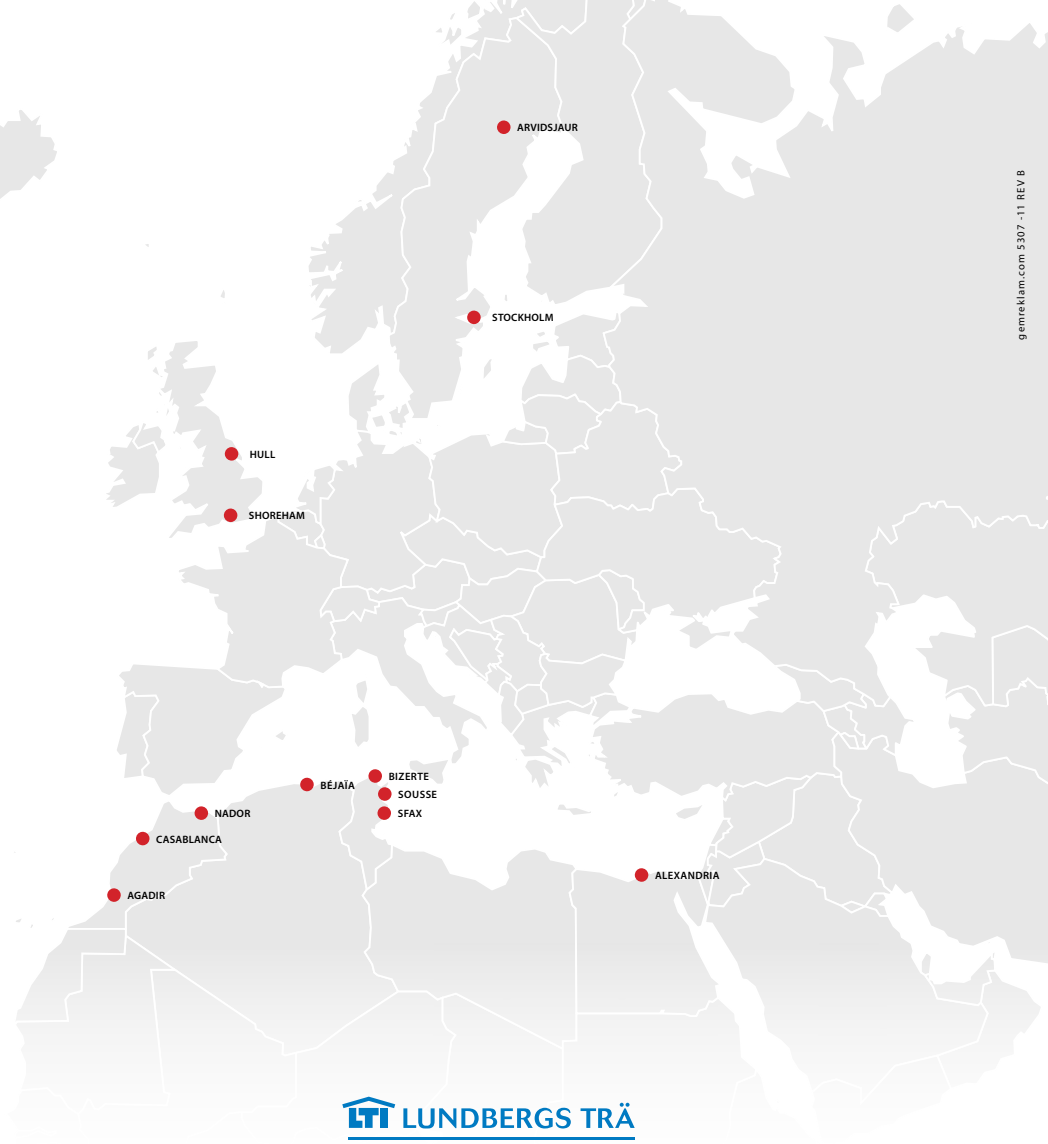 ARVIDSJAUR
gemreklam.com 5307 -11 REV B
STOCKHOLM
HULL
SHOREHAM
BIZERTE
BÉJAÏA
SOUSSE
NADOR
SFAX
CASABLANCA
ALEXANDRIA
AGADIR
LTI LUNDBERGS TRÄ